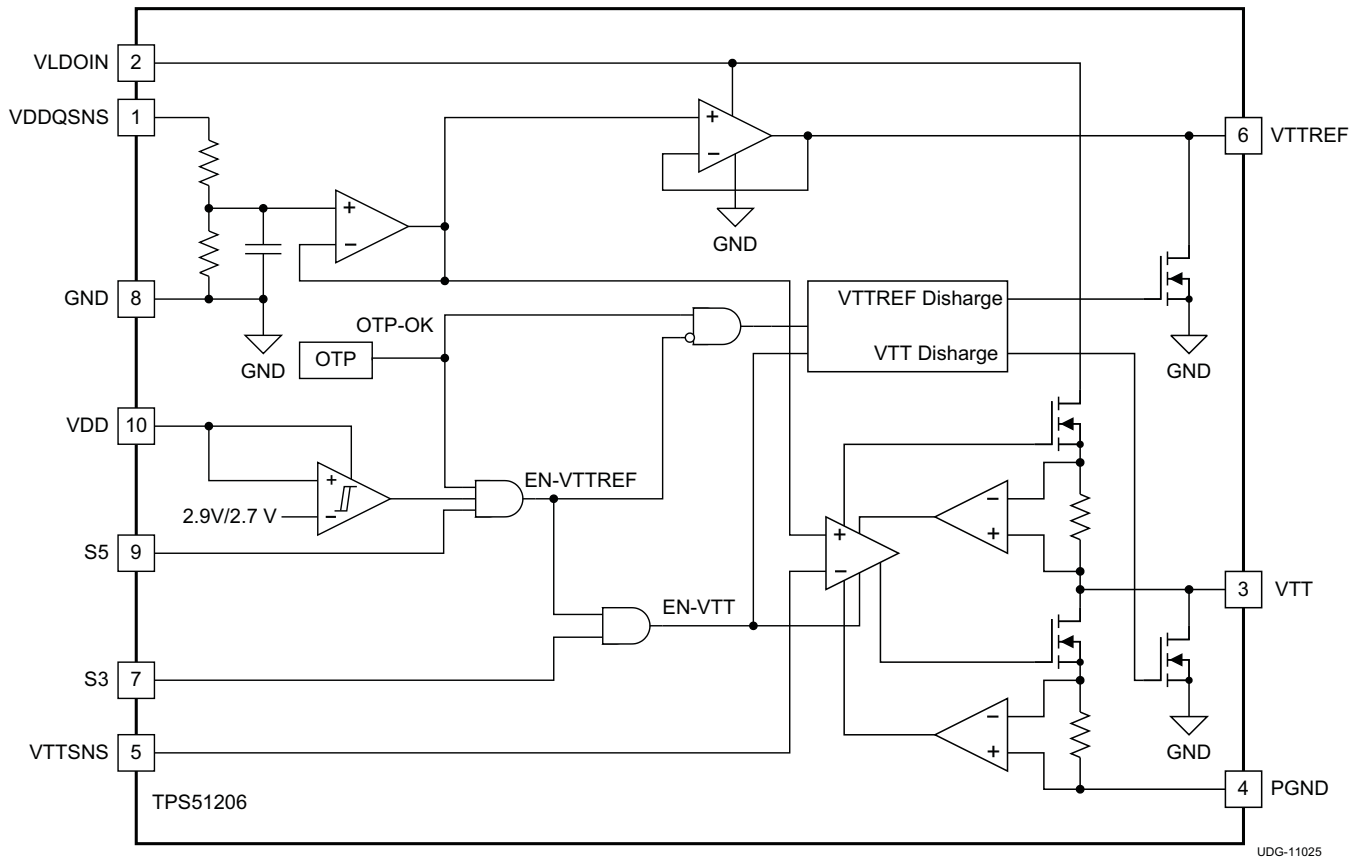 VLDOIN 2
VDDQSNS 1
+
−
6 VTTREF
+
−
GND
GND 8
VTTREF Disharge
OTP-OK
OTP
GND
VTT Disharge
GND
VDD 10
EN-VTTREF
+
−
2.9V/2.7 V
−
+
+
−
S5 9
3 VTT
EN-VTT
S3 7
−
+
GND
VTTSNS 5
4 PGND
TPS51206
UDG-11025